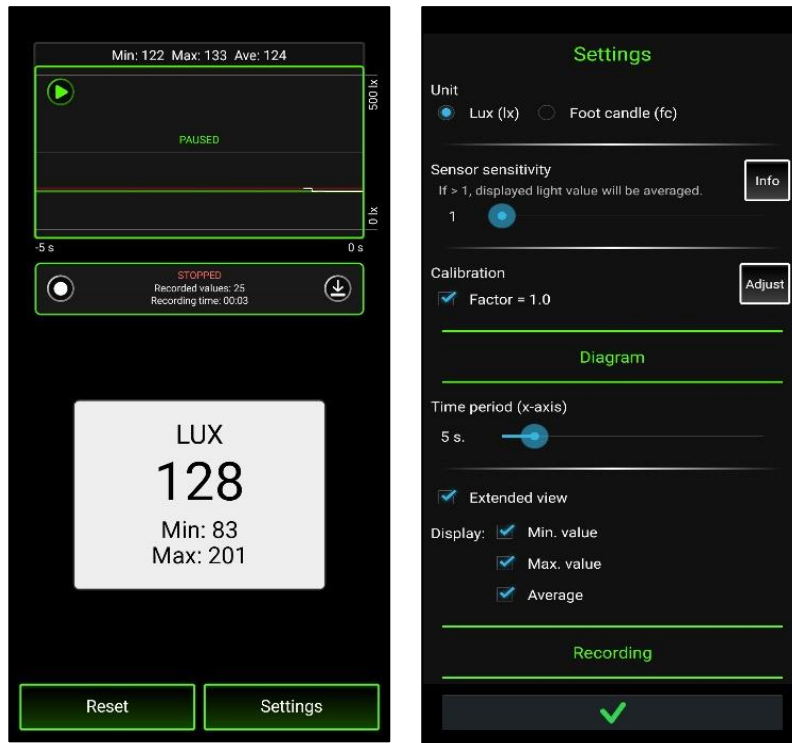 Min: 122 Max: 133 Ave: 124
500 lx
PAUSED
0 lx
-5 s 0 s
STOPPED
Recorded values: 25
Recording time: 00:03
LUX
128
Min: 83
Max: 201
Reset Settings
Settings
Unit
Lux (lx) Foot candle (fc)
Sensor sensitivity
Info
If > 1, displayed light value will be averaged.
1
Calibration
Adjust
Factor = 1.0
Diagram
Time period (x-axis)
5 s.
Extended view
Display: Min. value
Max. value
Average
Recording